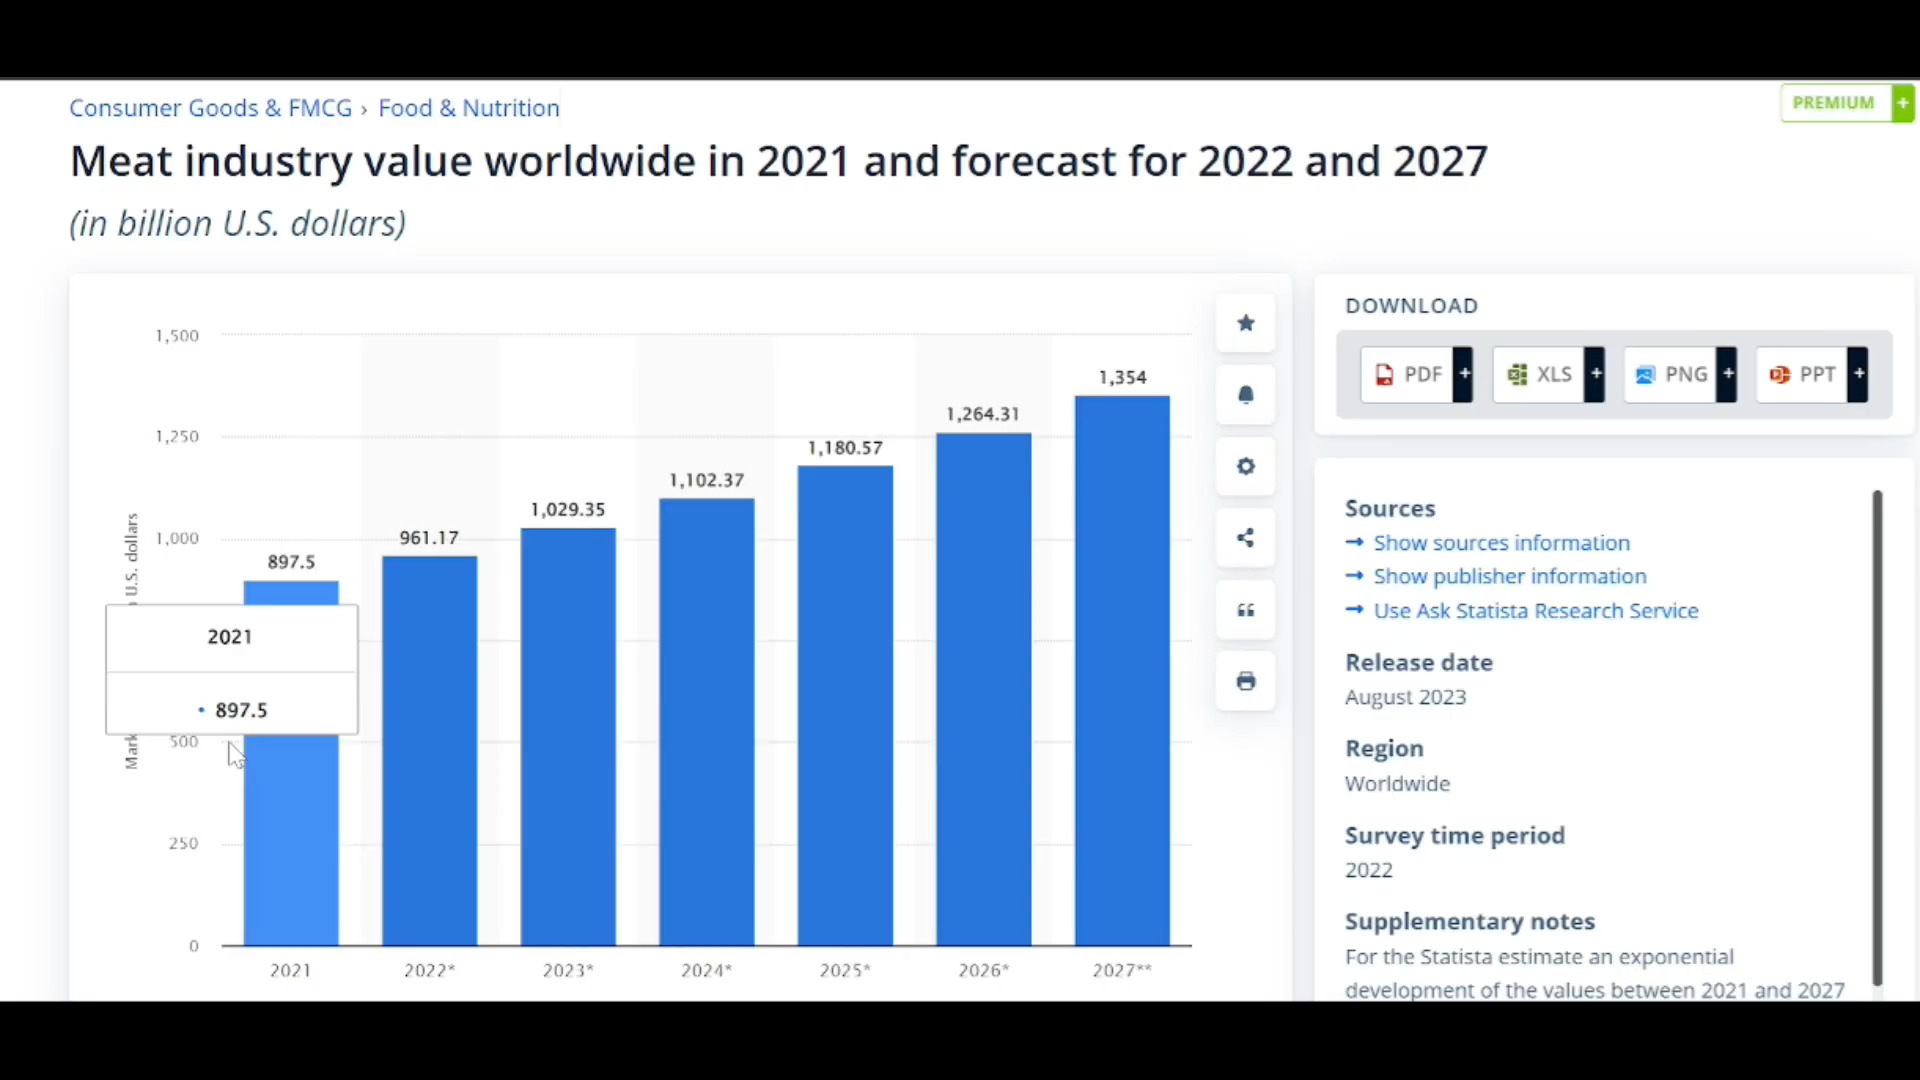 Consumer Goods & FMCG › Food & Nutrition
PREMIUM +
Meat industry value worldwide in 2021 and forecast for 2022 and 2027
(in billion U.S. dollars)
DOWNLOAD
PDF + XLS + PNG + PPT +
1,500
1,250
1,000
500
250
0
U.S. dollars
897.5
961.17
1,029.35
1,102.37
1,180.57
1,264.31
1,354
2021
• 897.5
2021 2022* 2023* 2024* 2025* 2026* 2027**
Sources
→ Show sources information
→ Show publisher information
→ Use Ask Statista Research Service
Release date
August 2023
Region
Worldwide
Survey time period
2022
Supplementary notes
For the Statista estimate an exponential
development of the values between 2021 and 2027